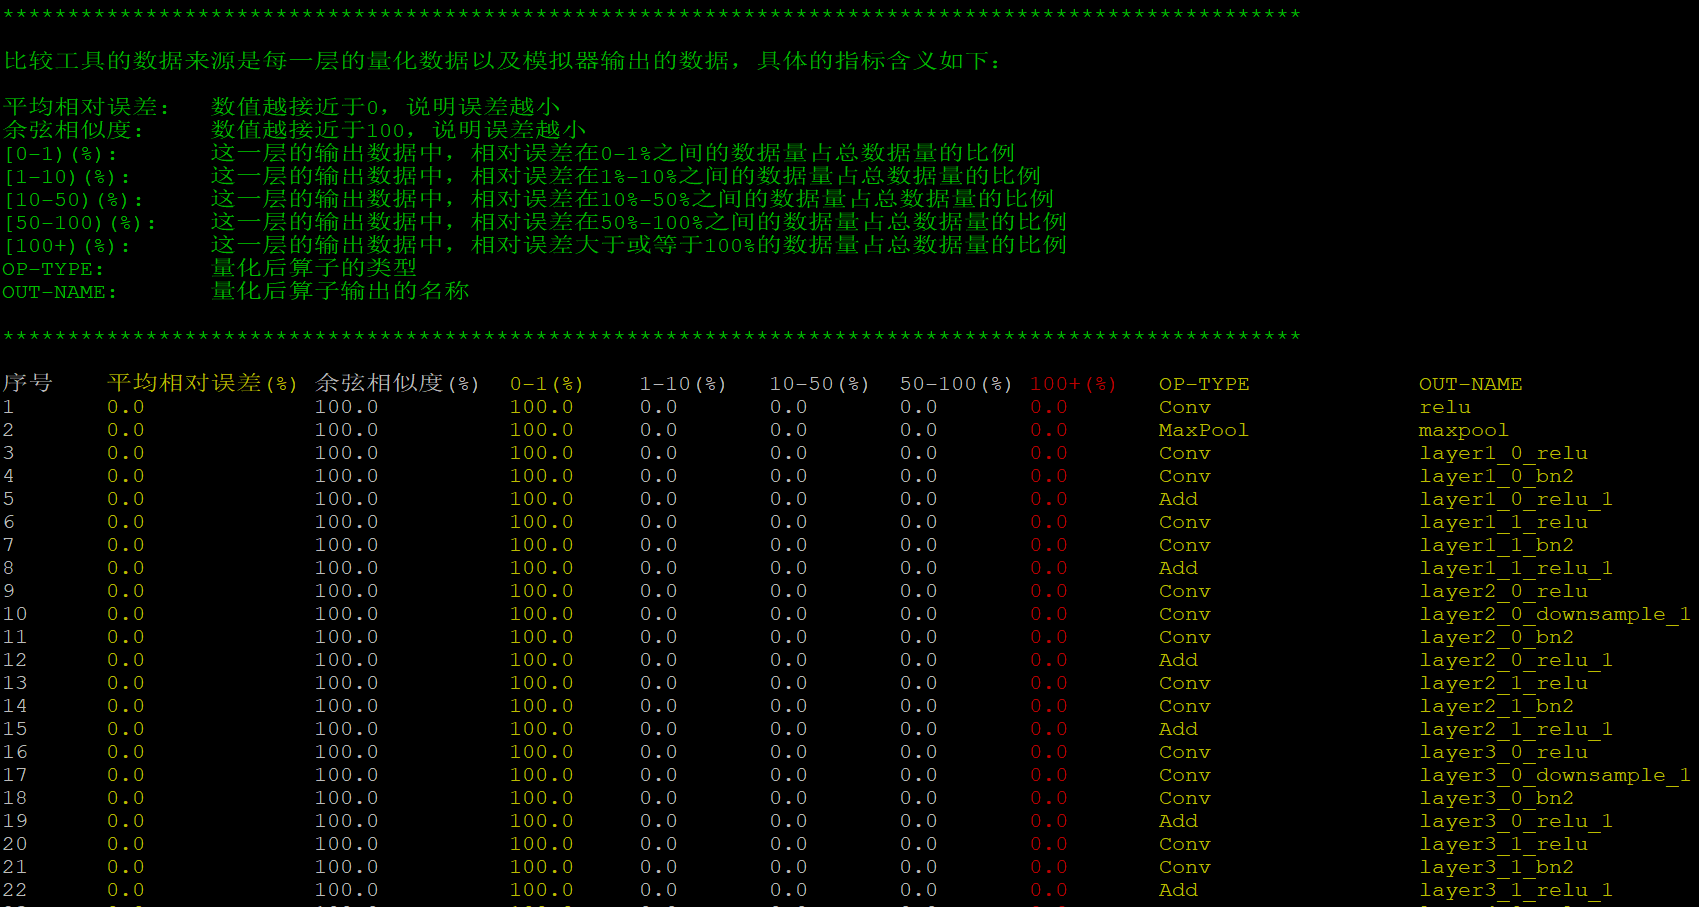 ****************************************************************************************************
比较工具的数据来源是每一层的量化数据以及模拟器输出的数据，具体的指标含义如下：
平均相对误差： 数值越接近于0，说明误差越小
余弦相似度： 数值越接近于100，说明误差越小
[0-1)(%): 这一层的输出数据中，相对误差在0-1%之间的数据量占总数据量的比例
[1-10)(%): 这一层的输出数据中，相对误差在1%-10%之间的数据量占总数据量的比例
[10-50)(%): 这一层的输出数据中，相对误差在10%-50%之间的数据量占总数据量的比例
[50-100)(%): 这一层的输出数据中，相对误差在50%-100%之间的数据量占总数据量的比例
[100+)(%): 这一层的输出数据中，相对误差大于或等于100%的数据量占总数据量的比例
OP-TYPE: 量化后算子的类型
OUT-NAME: 量化后算子输出的名称
****************************************************************************************************
序号 平均相对误差(%) 余弦相似度(%) 0-1(%) 1-10(%) 10-50(%) 50-100(%) 100+(%) OP-TYPE OUT-NAME
1 0.0 100.0 100.0 0.0 0.0 0.0 0.0 Conv relu
2 0.0 100.0 100.0 0.0 0.0 0.0 0.0 MaxPool maxpool
3 0.0 100.0 100.0 0.0 0.0 0.0 0.0 Conv layer1_0_relu
4 0.0 100.0 100.0 0.0 0.0 0.0 0.0 Conv layer1_0_bn2
5 0.0 100.0 100.0 0.0 0.0 0.0 0.0 Add layer1_0_relu_1
6 0.0 100.0 100.0 0.0 0.0 0.0 0.0 Conv layer1_1_relu
7 0.0 100.0 100.0 0.0 0.0 0.0 0.0 Conv layer1_1_bn2
8 0.0 100.0 100.0 0.0 0.0 0.0 0.0 Add layer1_1_relu_1
9 0.0 100.0 100.0 0.0 0.0 0.0 0.0 Conv layer2_0_relu
10 0.0 100.0 100.0 0.0 0.0 0.0 0.0 Conv layer2_0_downsample_1
11 0.0 100.0 100.0 0.0 0.0 0.0 0.0 Conv layer2_0_bn2
12 0.0 100.0 100.0 0.0 0.0 0.0 0.0 Add layer2_0_relu_1
13 0.0 100.0 100.0 0.0 0.0 0.0 0.0 Conv layer2_1_relu
14 0.0 100.0 100.0 0.0 0.0 0.0 0.0 Conv layer2_1_bn2
15 0.0 100.0 100.0 0.0 0.0 0.0 0.0 Add layer2_1_relu_1
16 0.0 100.0 100.0 0.0 0.0 0.0 0.0 Conv layer3_0_relu
17 0.0 100.0 100.0 0.0 0.0 0.0 0.0 Conv layer3_0_downsample_1
18 0.0 100.0 100.0 0.0 0.0 0.0 0.0 Conv layer3_0_bn2
19 0.0 100.0 100.0 0.0 0.0 0.0 0.0 Add layer3_0_relu_1
20 0.0 100.0 100.0 0.0 0.0 0.0 0.0 Conv layer3_1_relu
21 0.0 100.0 100.0 0.0 0.0 0.0 0.0 Conv layer3_1_bn2
22 0.0 100.0 100.0 0.0 0.0 0.0 0.0 Add layer3_1_relu_1